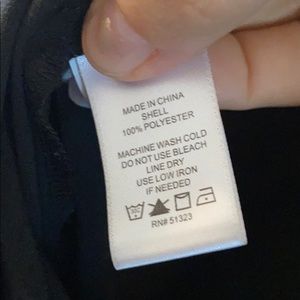 MADE IN CHINA
SHELL
100% POLYESTER
MACHINE WASH COLD
DO NOT USE BLEACH
LINE DRY
USE LOW IRON
IF NEEDED
RN# 51323